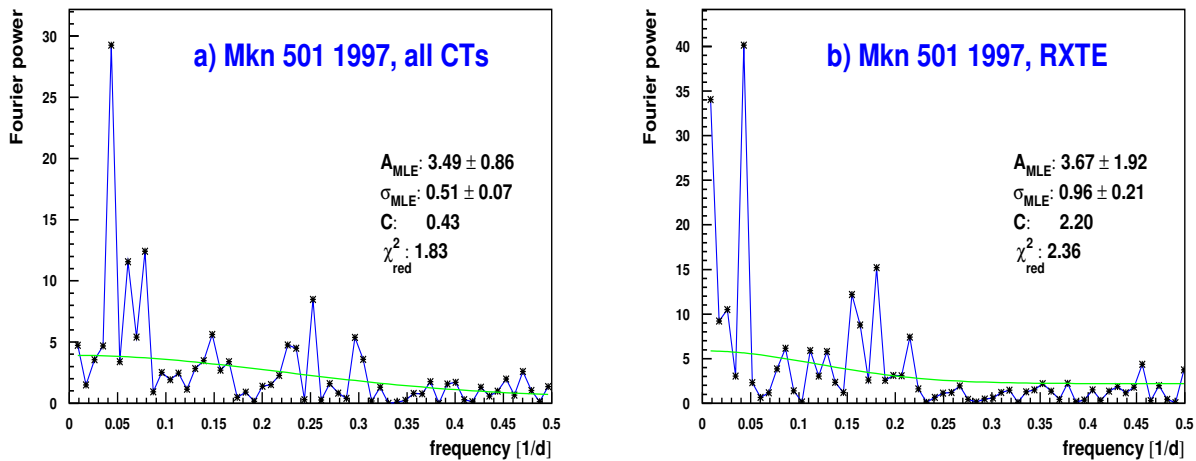 a) Mkn 501 1997, all CTs
Fourier power
30
25
20
15
10
5
0
A_MLE: 3.49 ± 0.86
σ_MLE: 0.51 ± 0.07
C: 0.43
χ²_red: 1.83
0 0.05 0.1 0.15 0.2 0.25 0.3 0.35 0.4 0.45 0.5
frequency [1/d]
b) Mkn 501 1997, RXTE
Fourier power
40
35
30
25
20
15
10
5
0
A_MLE: 3.67 ± 1.92
σ_MLE: 0.96 ± 0.21
C: 2.20
χ²_red: 2.36
0 0.05 0.1 0.15 0.2 0.25 0.3 0.35 0.4 0.45 0.5
frequency [1/d]